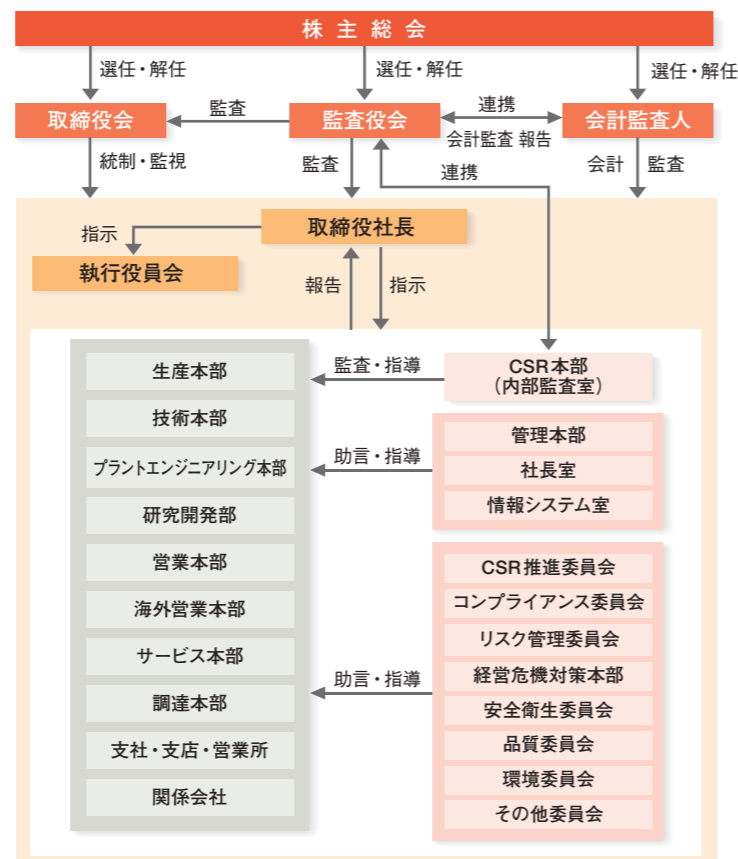 株主総会
選任・解任
選任・解任
選任・解任
取締役会
監査
監査役会
連携
会計監査 報告
会計監査人
統制・監視
監査
連携
会計 監査
取締役社長
指示
執行役員会
報告
指示
生産本部
技術本部
プラントエンジニアリング本部
研究開発部
営業本部
海外営業本部
サービス本部
調達本部
支社・支店・営業所
関係会社
監査・指導
CSR本部
（内部監査室）
助言・指導
管理本部
社長室
情報システム室
助言・指導
CSR推進委員会
コンプライアンス委員会
リスク管理委員会
経営危機対策本部
安全衛生委員会
品質委員会
環境委員会
その他委員会